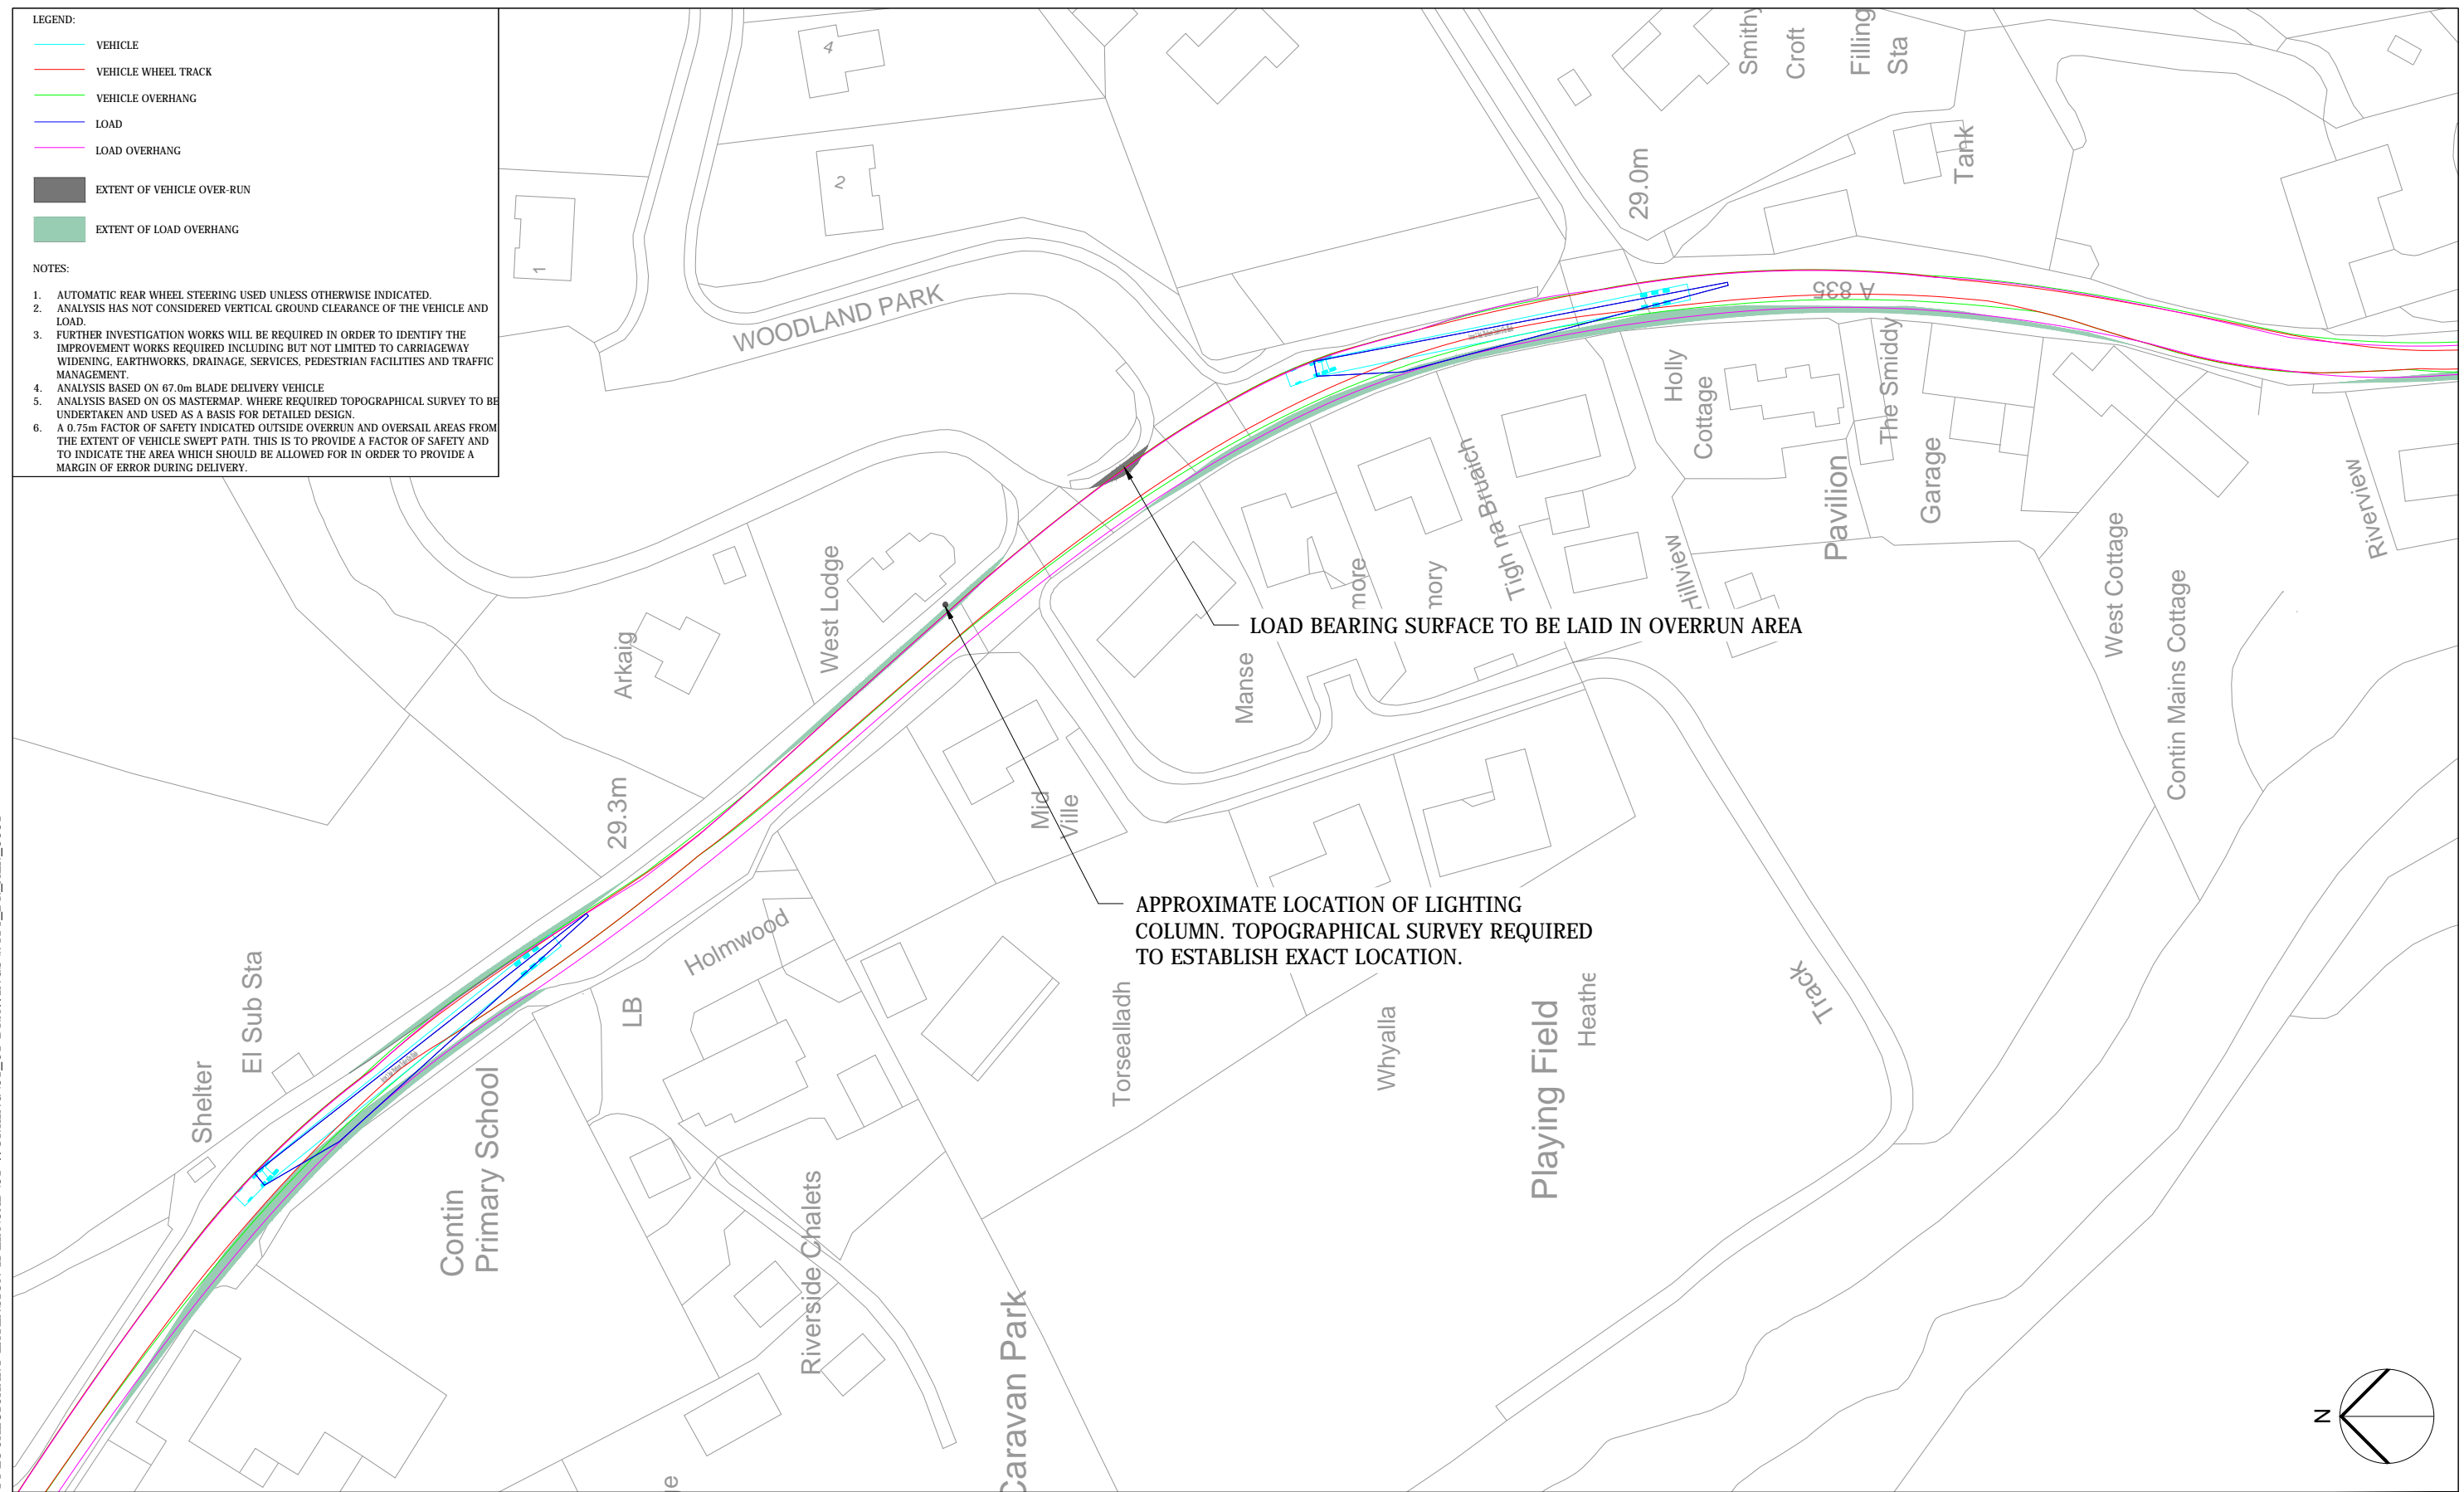 LEGEND:
VEHICLE
VEHICLE WHEEL TRACK
VEHICLE OVERHANG
LOAD
LOAD OVERHANG
EXTENT OF VEHICLE OVER-RUN
EXTENT OF LOAD OVERHANG
NOTES:
1. AUTOMATIC REAR WHEEL STEERING USED UNLESS OTHERWISE INDICATED.
2. ANALYSIS HAS NOT CONSIDERED VERTICAL GROUND CLEARANCE OF THE VEHICLE AND
LOAD.
3. FURTHER INVESTIGATION WORKS WILL BE REQUIRED IN ORDER TO IDENTIFY THE
IMPROVEMENT WORKS REQUIRED INCLUDING BUT NOT LIMITED TO CARRIAGEWAY
WIDENING, EARTHWORKS, DRAINAGE, SERVICES, PEDESTRIAN FACILITIES AND TRAFFIC
MANAGEMENT.
4. ANALYSIS BASED ON 67.0m BLADE DELIVERY VEHICLE
5. ANALYSIS BASED ON OS MASTERMAP. WHERE REQUIRED TOPOGRAPHICAL SURVEY TO BE
UNDERTAKEN AND USED AS A BASIS FOR DETAILED DESIGN.
6. A 0.75m FACTOR OF SAFETY INDICATED OUTSIDE OVERRUN AND OVERSAIL AREAS FROM
THE EXTENT OF VEHICLE SWEPT PATH. THIS IS TO PROVIDE A FACTOR OF SAFETY AND
TO INDICATE THE AREA WHICH SHOULD BE ALLOWED FOR IN ORDER TO PROVIDE A
MARGIN OF ERROR DURING DELIVERY.
4
2
1
WOODLAND PARK
Smithy
Croft
Filling
Sta
Tank
29.0m
A 835
Holly
Cottage
The Smiddy
Pavilion
Garage
Tigh na Bruaich
Hillview
West Cottage
Contin Mains Cottage
Riverview
more
mory
Manse
LOAD BEARING SURFACE TO BE LAID IN OVERRUN AREA
West Lodge
Arkaig
29.3m
Mid
Ville
APPROXIMATE LOCATION OF LIGHTING
COLUMN. TOPOGRAPHICAL SURVEY REQUIRED
TO ESTABLISH EXACT LOCATION.
Holmwood
LB
El Sub Sta
Shelter
Contin
Primary School
Riverside Chalets
Caravan Park
Torsealladh
Whyalla
Playing Field
Heathe
Track
ge
N